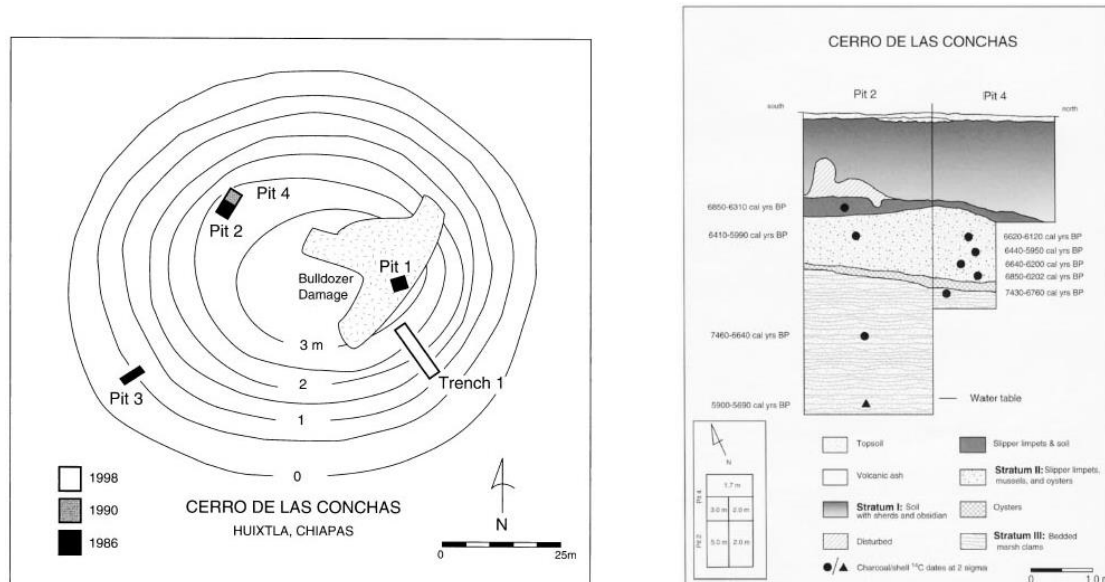 Pit 4
Pit 2
Bulldozer
Damage
Pit 1
3 m
2
Trench 1
Pit 3
1
0
1998
1990
1986
CERRO DE LAS CONCHAS
HUIXTLA, CHIAPAS
N
0
25m
CERRO DE LAS CONCHAS
Pit 2
Pit 4
south
north
6850-6310 cal yrs BP
6410-5990 cal yrs BP
6620-6120 cal yrs BP
6440-5950 cal yrs BP
6640-6200 cal yrs BP
6850-6202 cal yrs BP
7430-6760 cal yrs BP
7460-6640 cal yrs BP
5900-5690 cal yrs BP
Water table
N
Pit 4
Pit 2
1.7 m
3.0 m
2.0 m
5.0 m
2.0 m
Topsoil
Volcanic ash
Stratum I: Soil
with sherds and obsidian
Disturbed
Slipper limpets & soil
Stratum II: Slipper limpets,
mussels, and oysters
Oysters
Stratum III: Bedded
marsh clams
Charcoal/shell ¹⁴C dates at 2 sigma
0